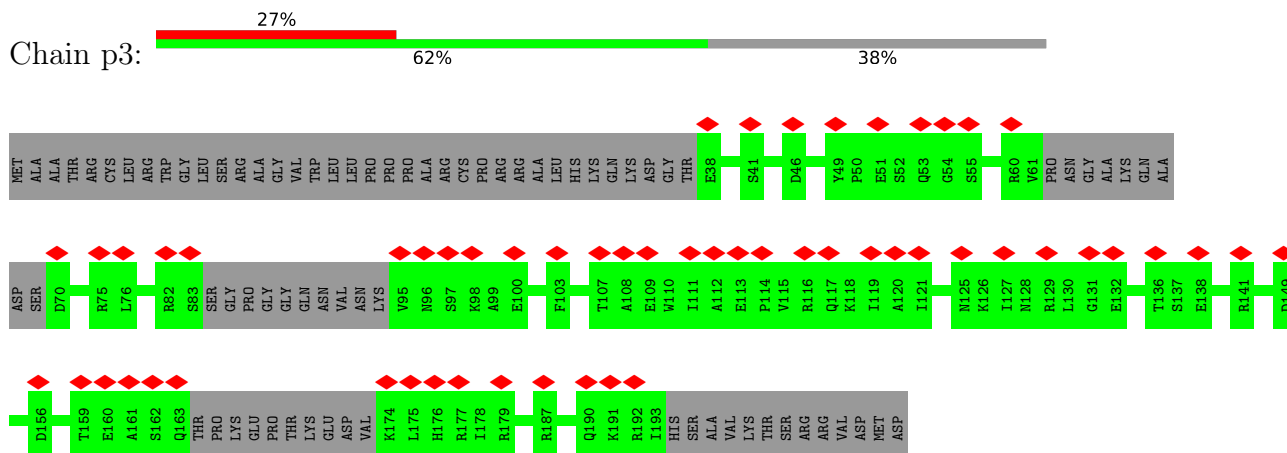 27%
Chain p3:
62% 38%
MET ALA ALA THR ARG CYS LEU ARG TRP GLY LEU SER ARG ALA GLY VAL TRP LEU LEU PRO PRO PRO ALA ARG CYS PRO ARG ARG ALA LEU HIS LYS GLN LYS ASP GLY THR E38 S41 D46 Y49 P50 E51 S52 Q53 G54 S55 R60 V61 PRO ASN GLY ALA LYS GLN ALA
ASP SER D70 R75 L76 R82 S83 SER GLY PRO GLY GLY GLN ASN VAL ASN LYS V95 N96 S97 K98 A99 E100 F103 T107 A108 E109 W110 I111 A112 E113 P114 V115 R116 Q117 K118 I119 A120 I121 N125 K126 I127 N128 R129 L130 G131 E132 T136 S137 E138 R141
D156 T159 E160 A161 S162 Q163 THR PRO LYS GLU PRO THR LYS GLU ASP VAL K174 L175 H176 R177 I178 R179 R187 Q190 K191 R192 I193 HIS SER ALA VAL LYS THR SER ARG ARG VAL ASP MET ASP